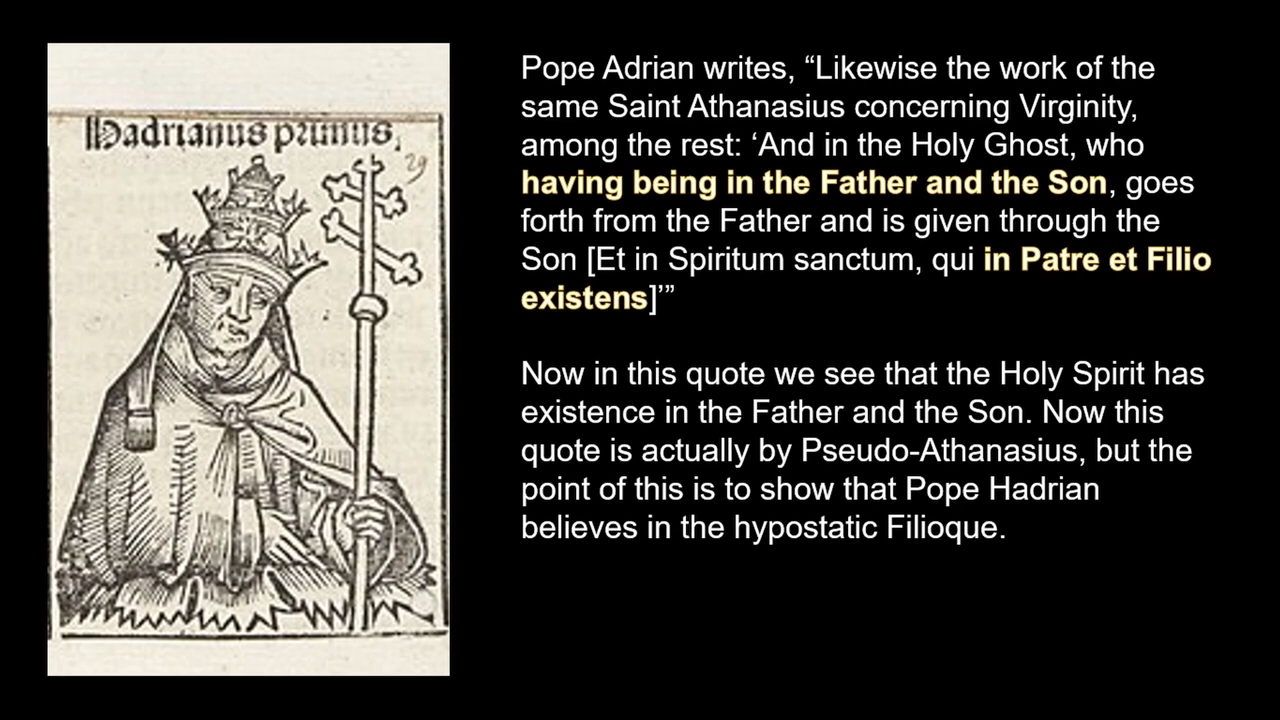 Hadrianus primus,
29
Pope Adrian writes, “Likewise the work of the
same Saint Athanasius concerning Virginity,
among the rest: ‘And in the Holy Ghost, who
having being in the Father and the Son, goes
forth from the Father and is given through the
Son [Et in Spiritum sanctum, qui in Patre et Filio
existens]’”
Now in this quote we see that the Holy Spirit has
existence in the Father and the Son. Now this
quote is actually by Pseudo-Athanasius, but the
point of this is to show that Pope Hadrian
believes in the hypostatic Filioque.